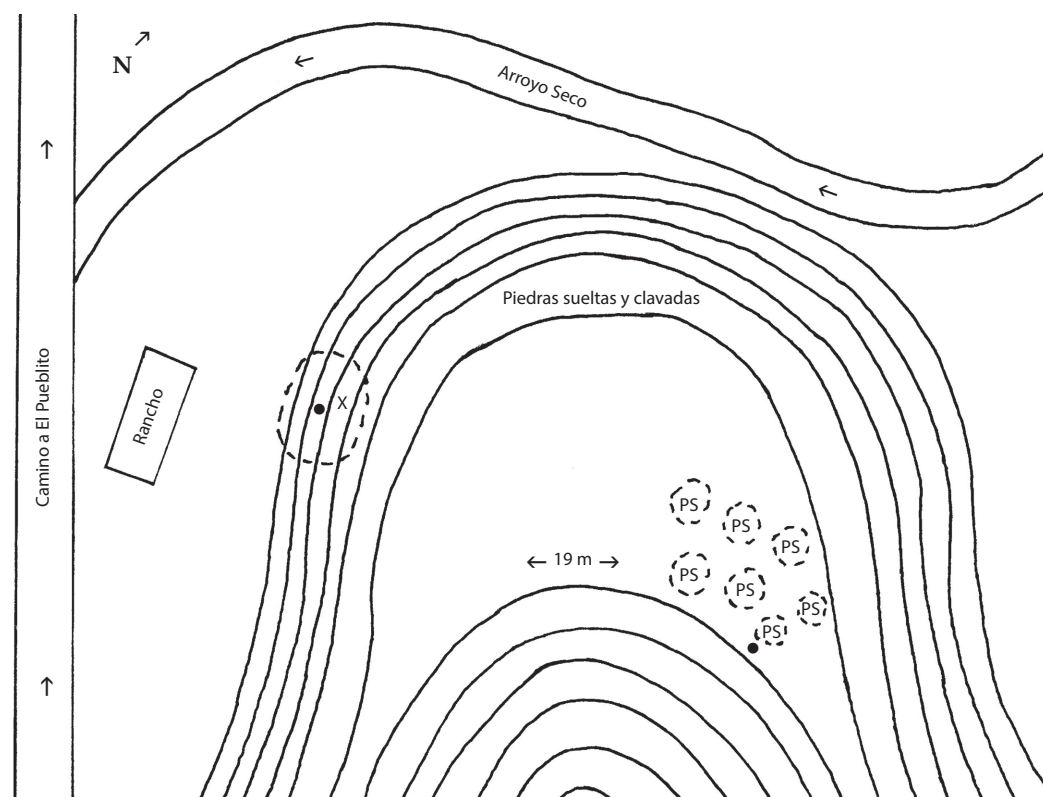 N
Arroyo Seco
Piedras sueltas y clavadas
Camino a El Pueblito
Rancho
X
PS
PS
PS
19 m
PS
PS
PS
PS